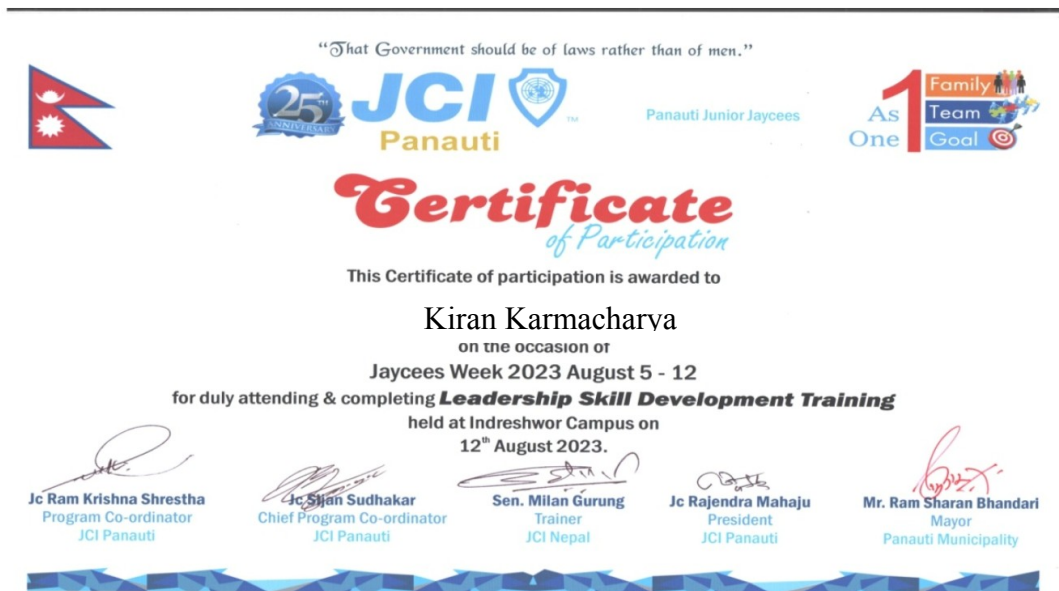 “That Government should be of laws rather than of men.”
25TH
ANNIVERSARY
JCI
TM
Panauti
Panauti Junior Jaycees
As
One
1
Family
Team
Goal
Certificate
of Participation
This Certificate of participation is awarded to
Kiran Karmacharya
on the occasion of
Jaycees Week 2023 August 5 - 12
for duly attending & completing Leadership Skill Development Training
held at Indreshwor Campus on
12th August 2023.
Jc Ram Krishna Shrestha
Program Co-ordinator
JCI Panauti
Jc Sijan Sudhakar
Chief Program Co-ordinator
JCI Panauti
Sen. Milan Gurung
Trainer
JCI Nepal
Jc Rajendra Mahaju
President
JCI Panauti
Mr. Ram Sharan Bhandari
Mayor
Panauti Municipality